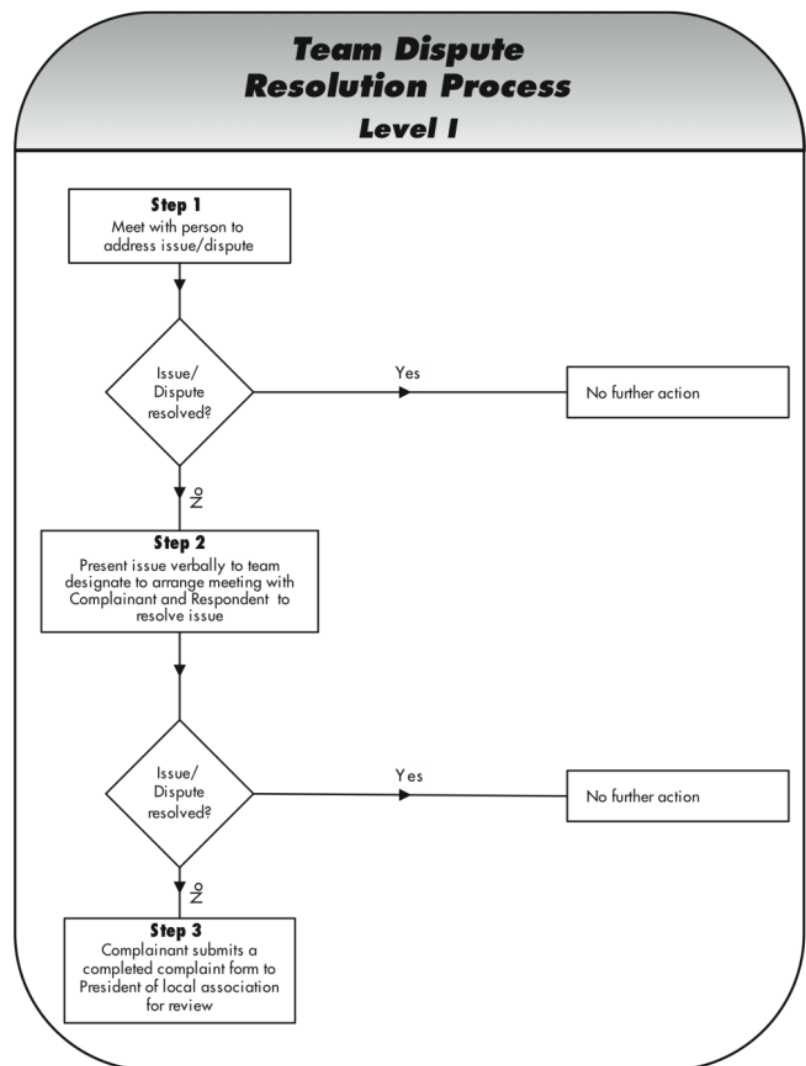 Team Dispute
Resolution Process
Level I
Step 1
Meet with person to
address issue/dispute
Issue/
Dispute
resolved?
Yes
No further action
No
Step 2
Present issue verbally to team
designate to arrange meeting with
Complainant and Respondent to
resolve issue
Issue/
Dispute
resolved?
Yes
No further action
No
Step 3
Complainant submits a
completed complaint form to
President of local association
for review